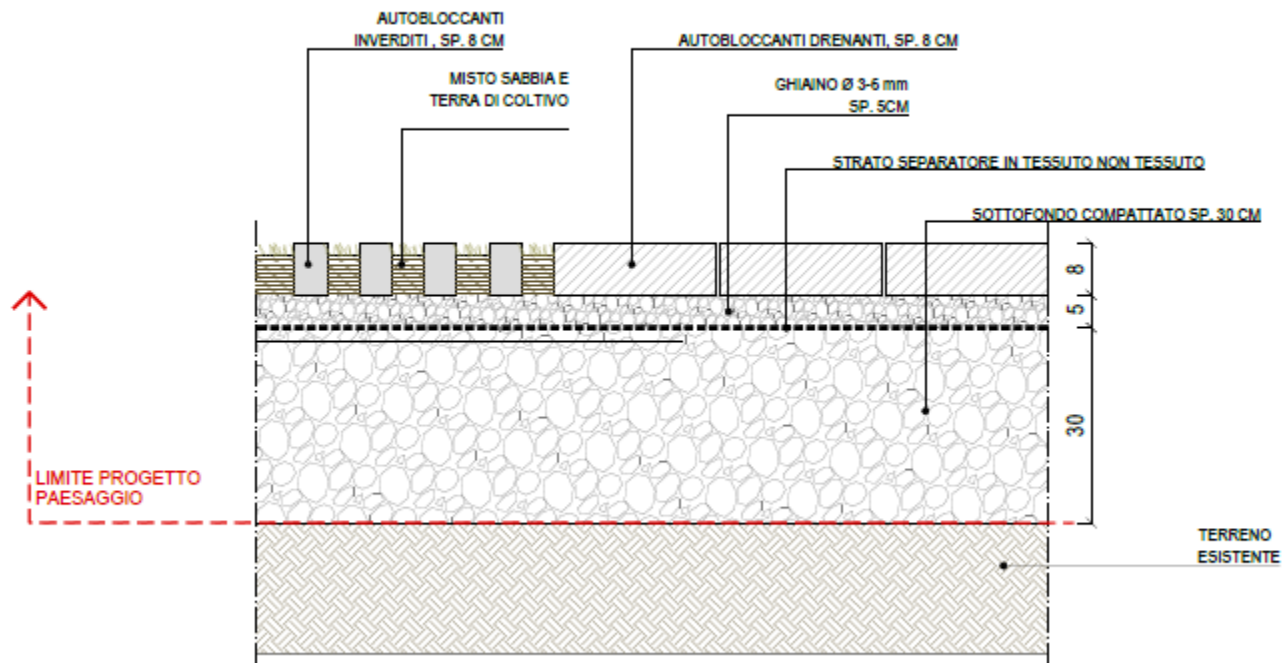 AUTOBLOCCANTI
INVERDITI , SP. 8 CM
AUTOBLOCCANTI DRENANTI, SP. 8 CM
MISTO SABBIA E
TERRA DI COLTIVO
GHIAINO Ø 3-6 mm
SP. 5CM
STRATO SEPARATORE IN TESSUTO NON TESSUTO
SOTTOFONDO COMPATTATO SP. 30 CM
8
5
30
LIMITE PROGETTO
PAESAGGIO
TERRENO
ESISTENTE